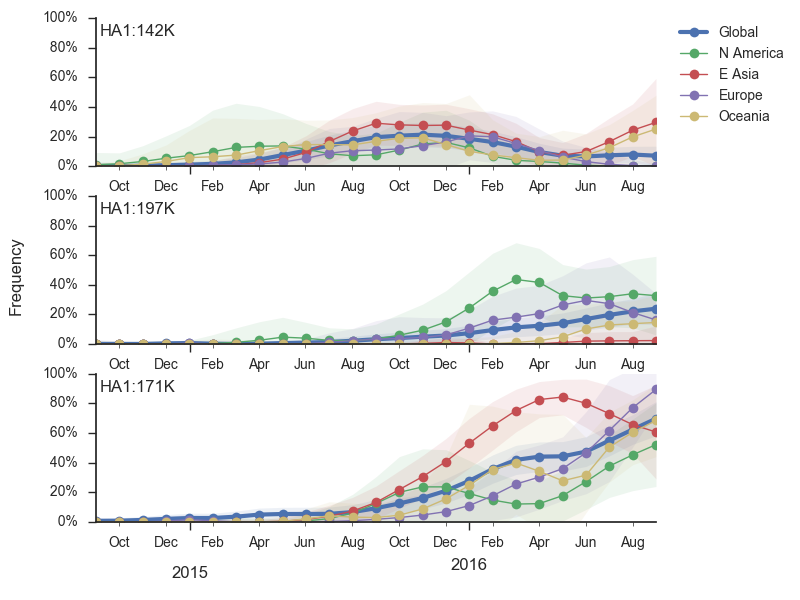 100%
80%
60%
40%
20%
0%
HA1:142K
Oct Dec Feb Apr Jun Aug Oct Dec Feb Apr Jun Aug
Global
N America
E Asia
Europe
Oceania
100%
80%
60%
40%
20%
0%
HA1:197K
Oct Dec Feb Apr Jun Aug Oct Dec Feb Apr Jun Aug
Frequency
100%
80%
60%
40%
20%
0%
HA1:171K
Oct Dec Feb Apr Jun Aug Oct Dec Feb Apr Jun Aug
2015 2016